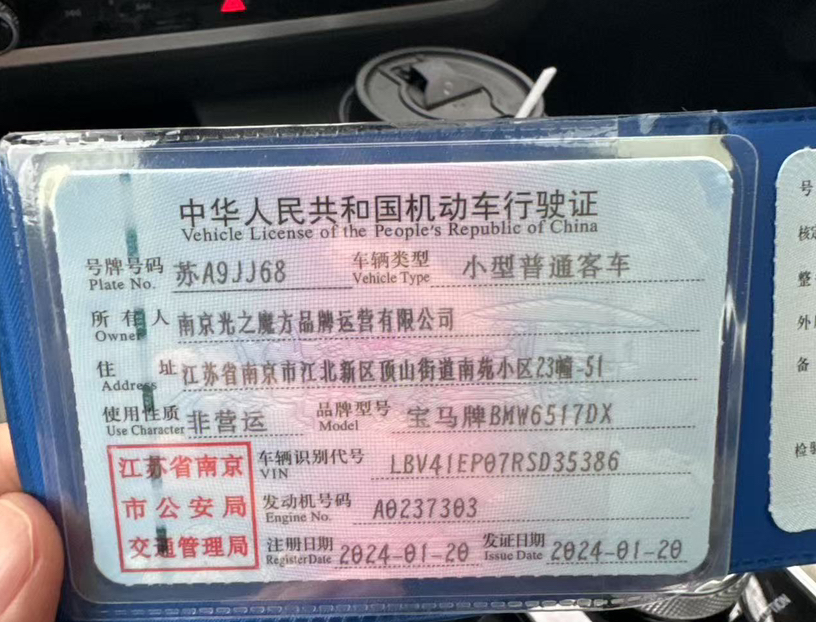 中华人民共和国机动车行驶证
Vehicle License of the People's Republic of China
号牌号码 苏A9JJ68 车辆类型 小型普通客车
Plate No. Vehicle Type
所有人 南京光之魔方品牌运营有限公司
Owner
住址 江苏省南京市江北新区顶山街道南苑小区23幢-51
Address
使用性质 非营运 品牌型号 宝马牌BMW6517DX
Use Character Model
江苏省南京
市公安局
交通管理局
车辆识别代号 LBV41EP07RSD35386
VIN
发动机号码 A0237303
Engine No.
注册日期 2024-01-20 发证日期 2024-01-20
Register Date Issue Date
号
核定
整
外
备
检验